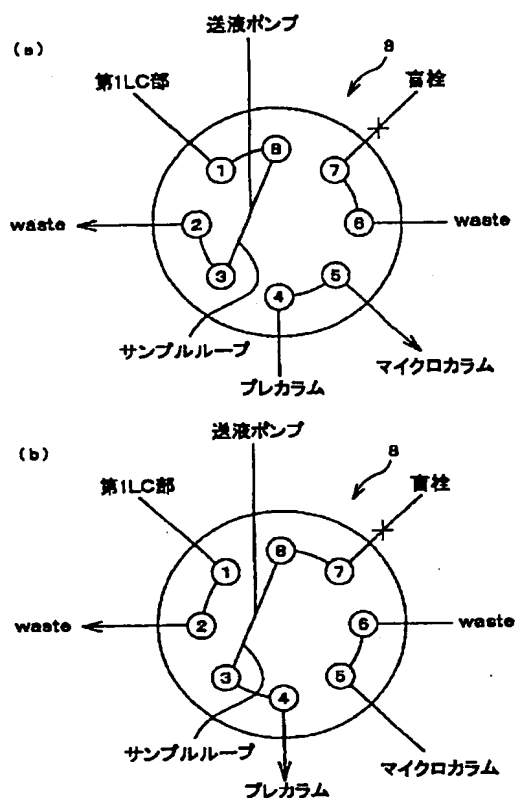 送液ポンプ
(a)
8
第1LC部
盲栓
1
8
7
waste
2
6
waste
3
5
4
サンプルループ
マイクロカラム
プレカラム
送液ポンプ
(b)
8
第1LC部
盲栓
8
1
7
waste
2
6
waste
3
5
4
サンプルループ
マイクロカラム
プレカラム